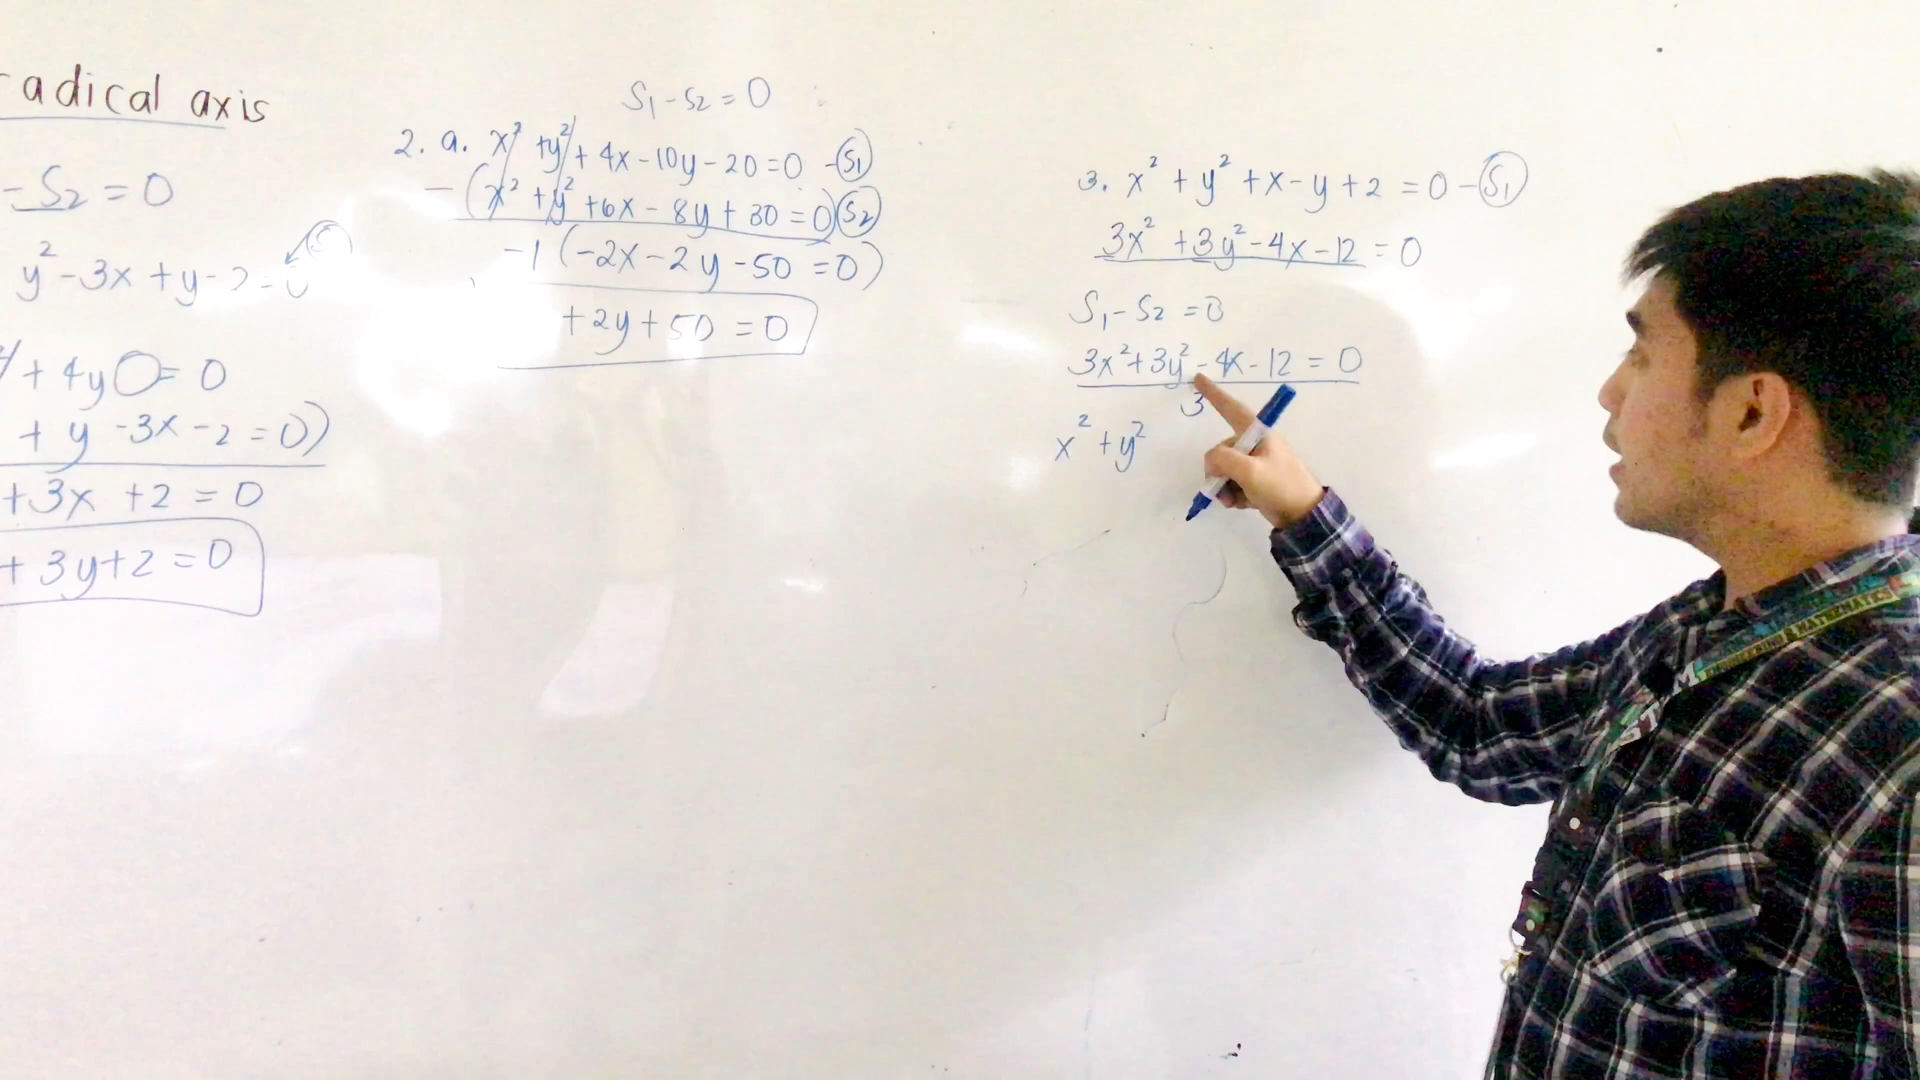 radical axis
- S₂ = 0
y² - 3x + y - 2 = 0
+ 4y = 0
+ y - 3x - 2 = 0)
+ 3x + 2 = 0
+ 3y + 2 = 0
S₁ - S₂ = 0
2. a. x² + y² + 4x - 10y - 20 = 0 - S₁
- (x² + y² + 6x - 8y + 30 = 0) S₂
-1 (-2x - 2y - 50 = 0)
+ 2y + 50 = 0
3. x² + y² + x - y + 2 = 0 - S₁
3x² + 3y² - 4x - 12 = 0
S₁ - S₂ = 0
3x² + 3y² - 4x - 12 = 0
3
x² + y²
ENGINEERING & MATHEMATICS